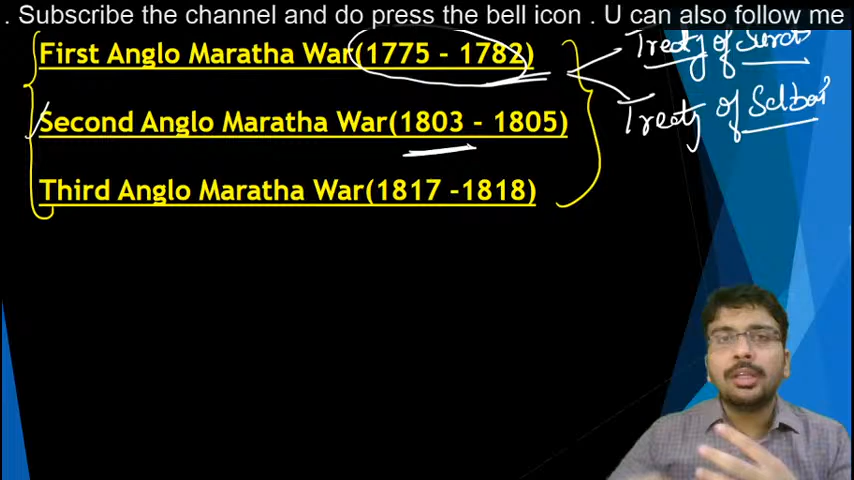 . Subscribe the channel and do press the bell icon . U can also follow me
First Anglo Maratha War(1775 - 1782)
Treaty of Surat
Second Anglo Maratha War(1803 - 1805)
Treaty of Salbai
Third Anglo Maratha War(1817 -1818)